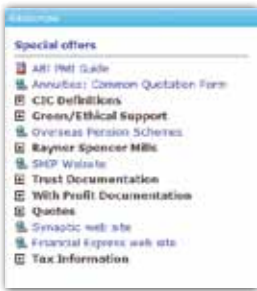 Resources
Special offers
ABI PMI Guide
Annuities: Common Quotation Form
CIC Definitions
Green/Ethical Support
Overseas Pension Schemes
Rayner Spencer Mills
SMP Website
Trust Documentation
With Profit Documentation
Quotes
Synaptic web site
Financial Express web site
Tax Information